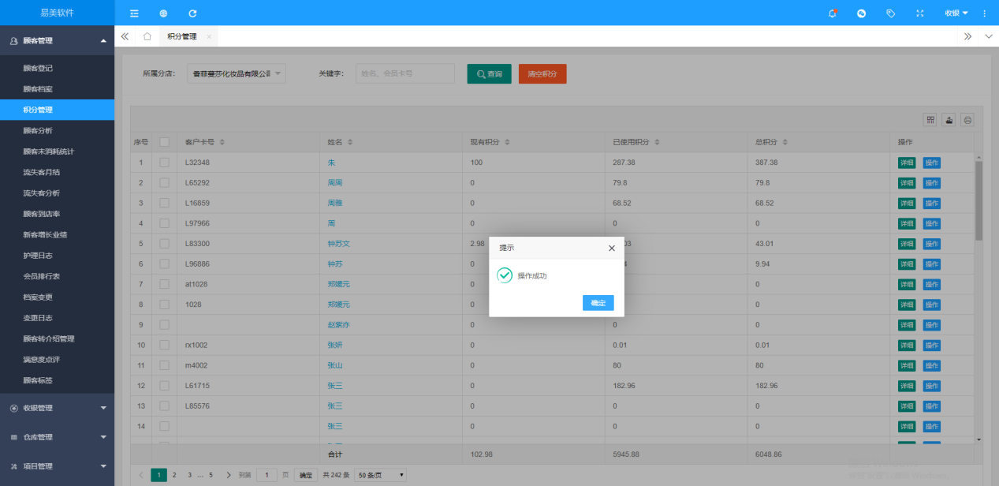 易美软件
收银
顾客管理
积分管理
顾客登记
顾客档案
积分管理
顾客分析
顾客未消耗统计
流失客月结
流失客分析
顾客到店率
新客增长业绩
护理日志
会员排行表
档案变更
变更日志
顾客转介绍管理
满意度点评
顾客标签
收银管理
仓库管理
项目管理
所属分店: 香菲蔓莎化妆品有限公司 关键字: 姓名、会员卡号 查询 清空积分
序号 客户卡号 姓名 现有积分 已使用积分 总积分 操作
1 L32348 朱 100 287.38 387.38 详细 操作
2 L65292 周周 0 79.8 79.8 详细 操作
3 L16859 周雅 0 68.52 68.52 详细 操作
4 L97966 周 0 0 0 详细 操作
5 L83300 钟苏文 2.98 03 43.01 详细 操作
6 L96886 钟苏 0 4 9.94 详细 操作
7 at1028 郑媛元 0 0 详细 操作
8 1028 郑媛元 0 0 详细 操作
9 赵紫亦 0 0 0 详细 操作
10 rx1002 张妍 0 0.01 0.01 详细 操作
11 m4002 张山 0 80 80 详细 操作
12 L61715 张三 0 182.96 182.96 详细 操作
13 L85576 张三 0 0 0 详细 操作
14 张三 0 0 0 详细 操作
合计 102.98 5945.88 6048.86
1 2 3 … 5 到第 1 页 确定 共 242 条 50 条/页
提示
操作成功
确定